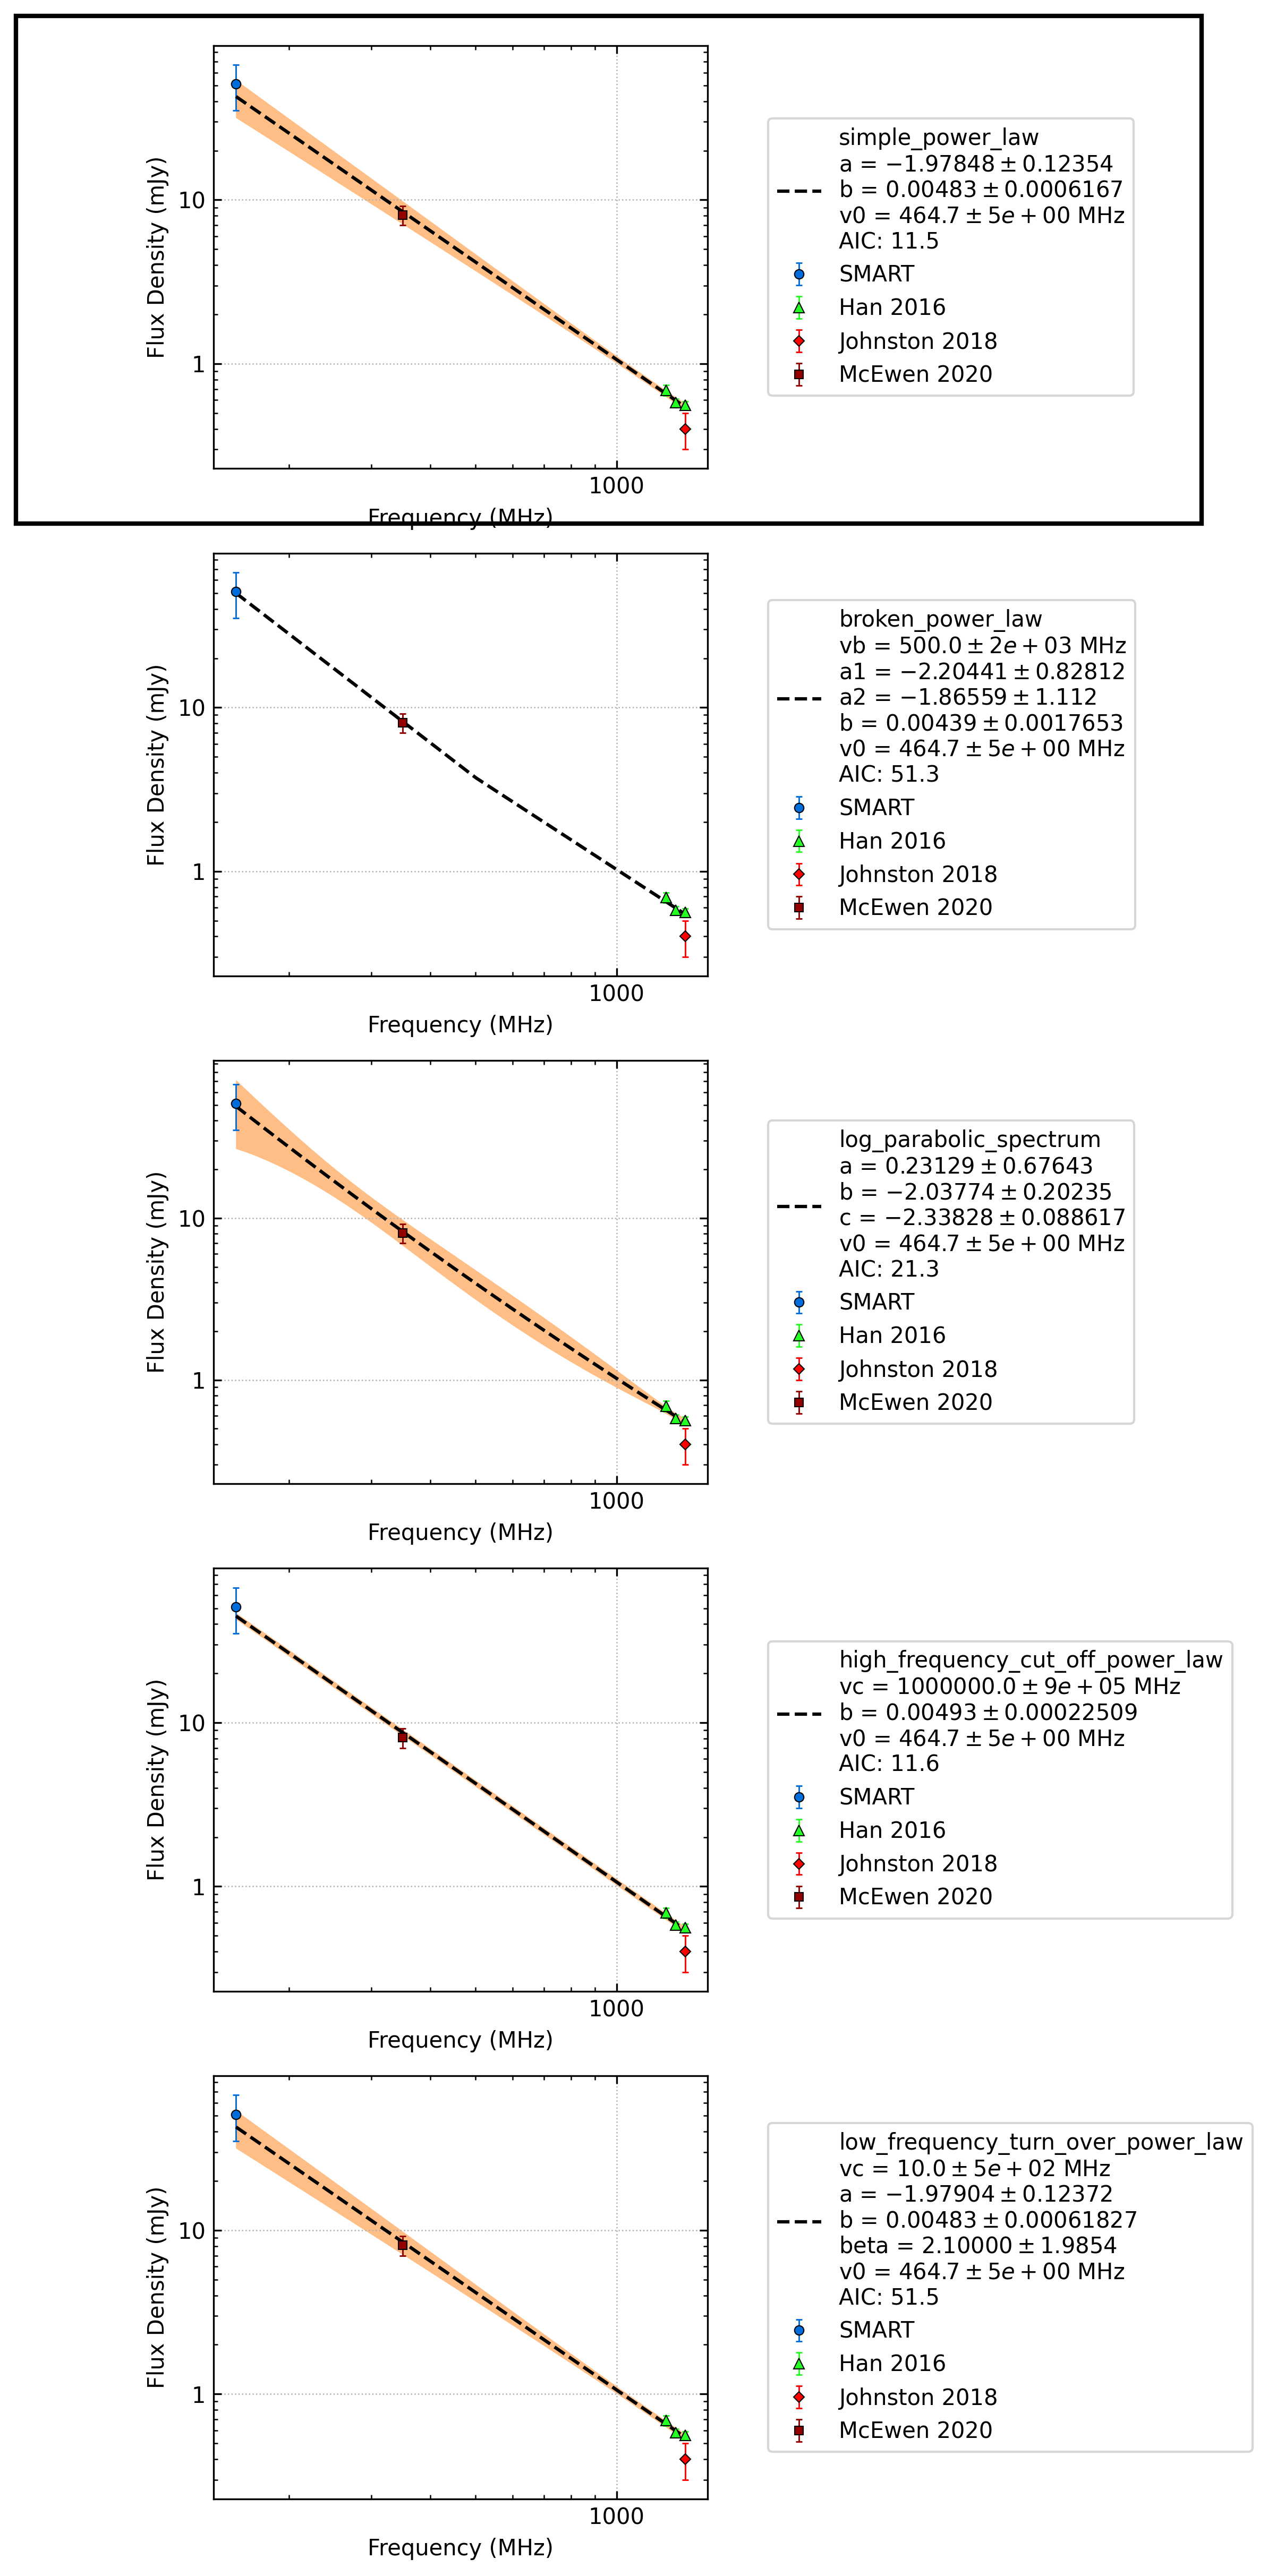 10
1
Flux Density (mJy)
1000
Frequency (MHz)
simple_power_law
a = −1.97848 ± 0.12354
b = 0.00483 ± 0.0006167
v0 = 464.7 ± 5e + 00 MHz
AIC: 11.5
SMART
Han 2016
Johnston 2018
McEwen 2020
10
1
Flux Density (mJy)
1000
Frequency (MHz)
broken_power_law
vb = 500.0 ± 2e + 03 MHz
a1 = −2.20441 ± 0.82812
a2 = −1.86559 ± 1.112
b = 0.00439 ± 0.0017653
v0 = 464.7 ± 5e + 00 MHz
AIC: 51.3
SMART
Han 2016
Johnston 2018
McEwen 2020
10
1
Flux Density (mJy)
1000
Frequency (MHz)
log_parabolic_spectrum
a = 0.23129 ± 0.67643
b = −2.03774 ± 0.20235
c = −2.33828 ± 0.088617
v0 = 464.7 ± 5e + 00 MHz
AIC: 21.3
SMART
Han 2016
Johnston 2018
McEwen 2020
10
1
Flux Density (mJy)
1000
Frequency (MHz)
high_frequency_cut_off_power_law
vc = 1000000.0 ± 9e + 05 MHz
b = 0.00493 ± 0.00022509
v0 = 464.7 ± 5e + 00 MHz
AIC: 11.6
SMART
Han 2016
Johnston 2018
McEwen 2020
10
1
Flux Density (mJy)
1000
Frequency (MHz)
low_frequency_turn_over_power_law
vc = 10.0 ± 5e + 02 MHz
a = −1.97904 ± 0.12372
b = 0.00483 ± 0.00061827
beta = 2.10000 ± 1.9854
v0 = 464.7 ± 5e + 00 MHz
AIC: 51.5
SMART
Han 2016
Johnston 2018
McEwen 2020